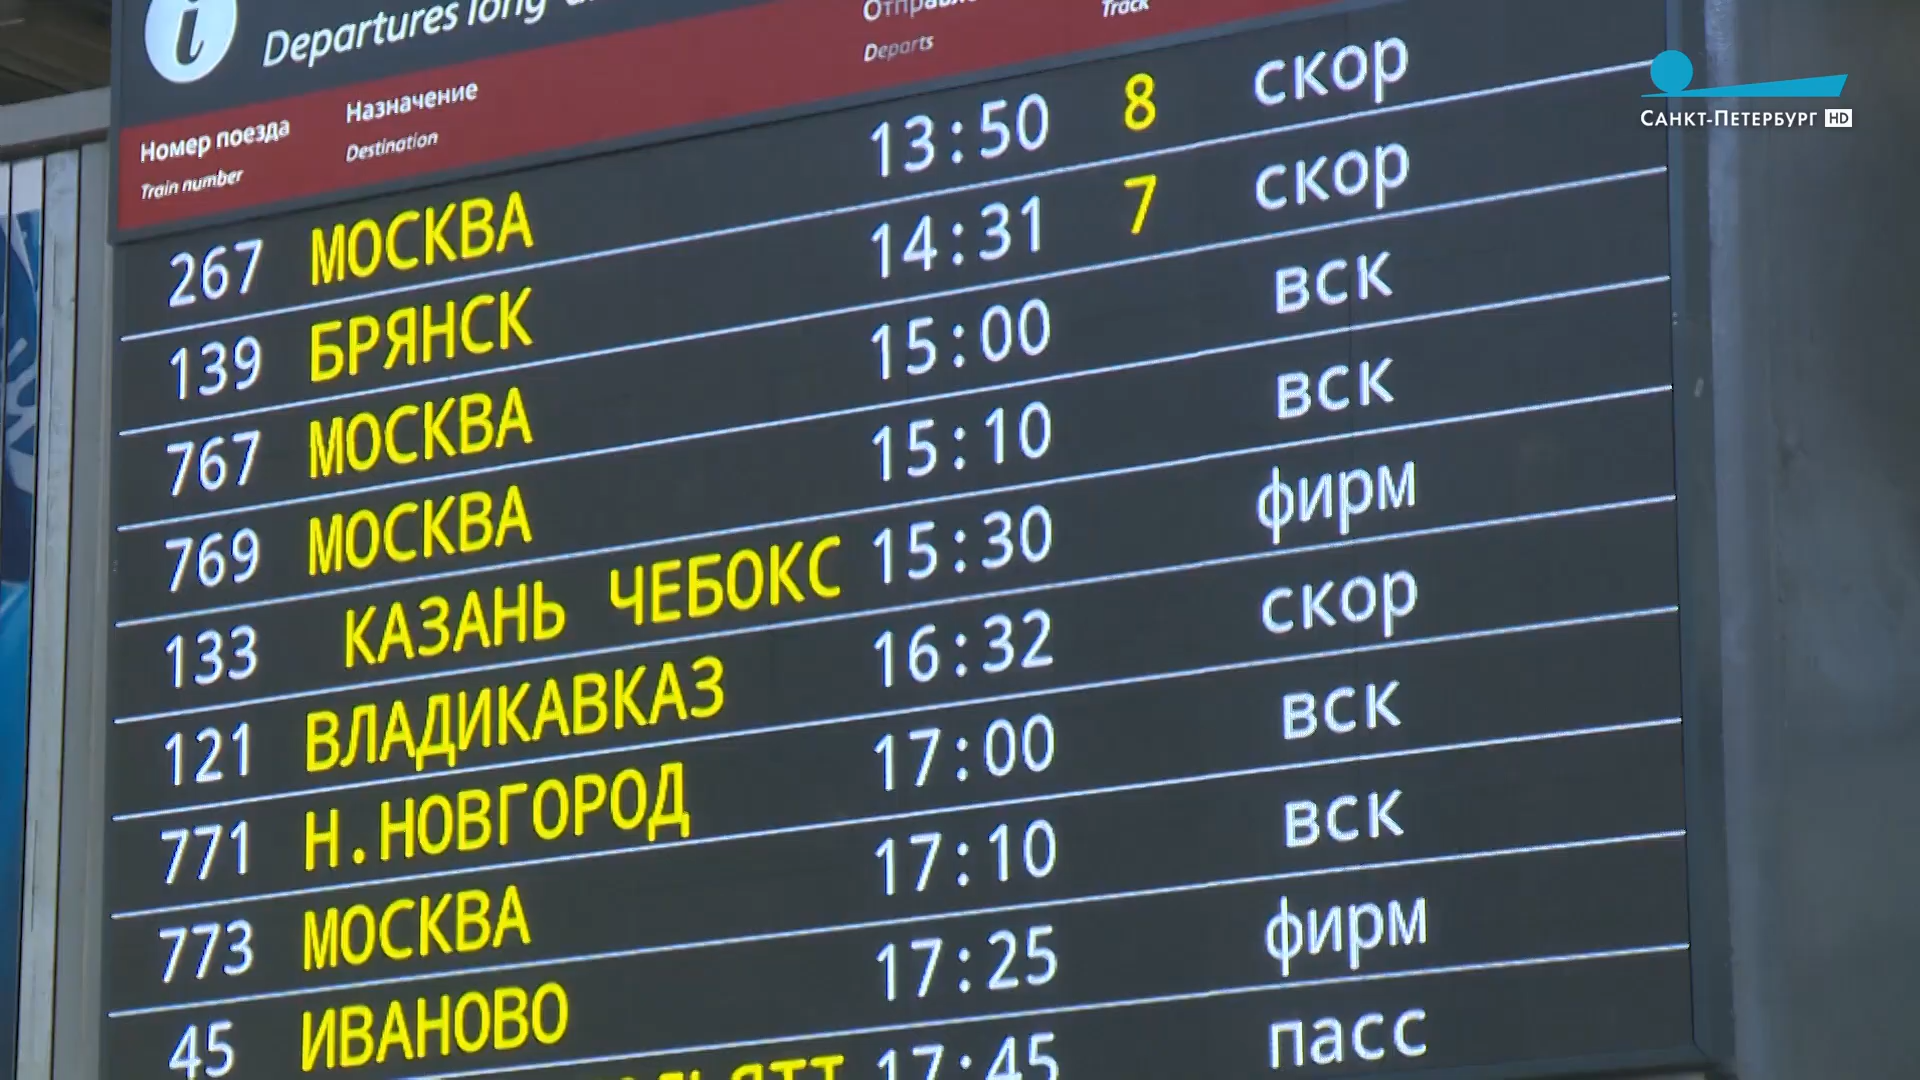 i Departures long
Track
Departs
Назначение
Destination
Номер поезда
Train number
267 МОСКВА 13:50 8 скор
139 БРЯНСК 14:31 7 скор
767 МОСКВА 15:00 вск
769 МОСКВА 15:10 вск
133 КАЗАНЬ ЧЕБОКС 15:30 фирм
121 ВЛАДИКАВКАЗ 16:32 скор
771 Н.НОВГОРОД 17:00 вск
773 МОСКВА 17:10 вск
45 ИВАНОВО 17:25 фирм
17:45 пасс
САНКТ-ПЕТЕРБУРГ HD